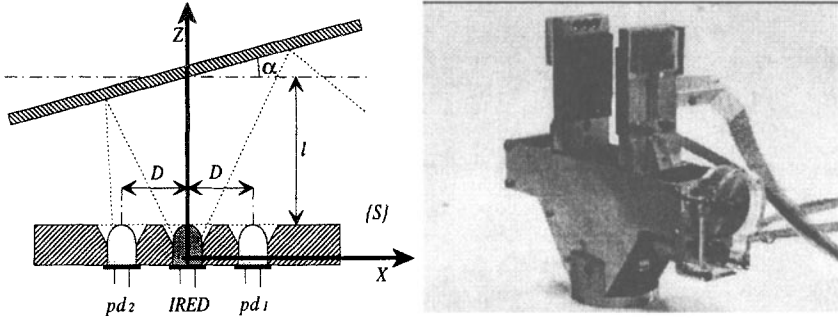 Z
α
l
D D
{S}
X
pd₂ IRED pd₁